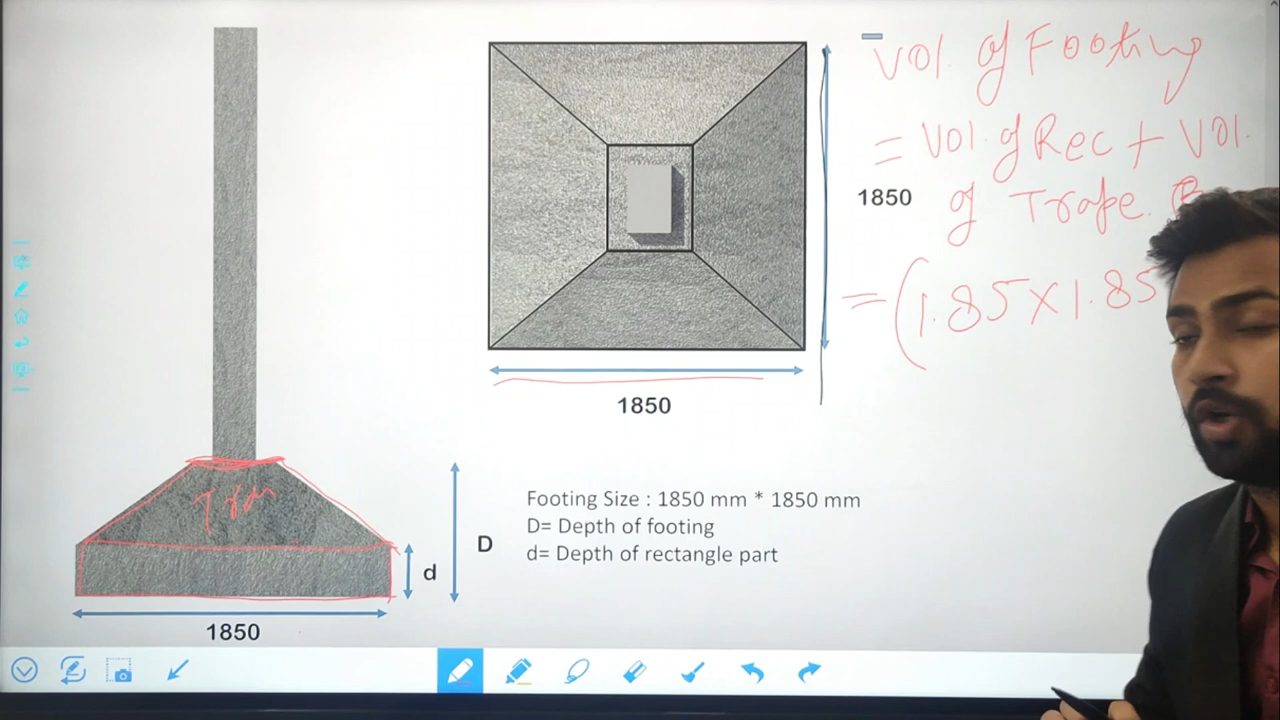 Vol. of Footing
= Vol. of Rec + Vol.
of Trape.
= (1.85 × 1.85
1850
1850
Footing Size : 1850 mm * 1850 mm
D= Depth of footing
d= Depth of rectangle part
D
d
1850